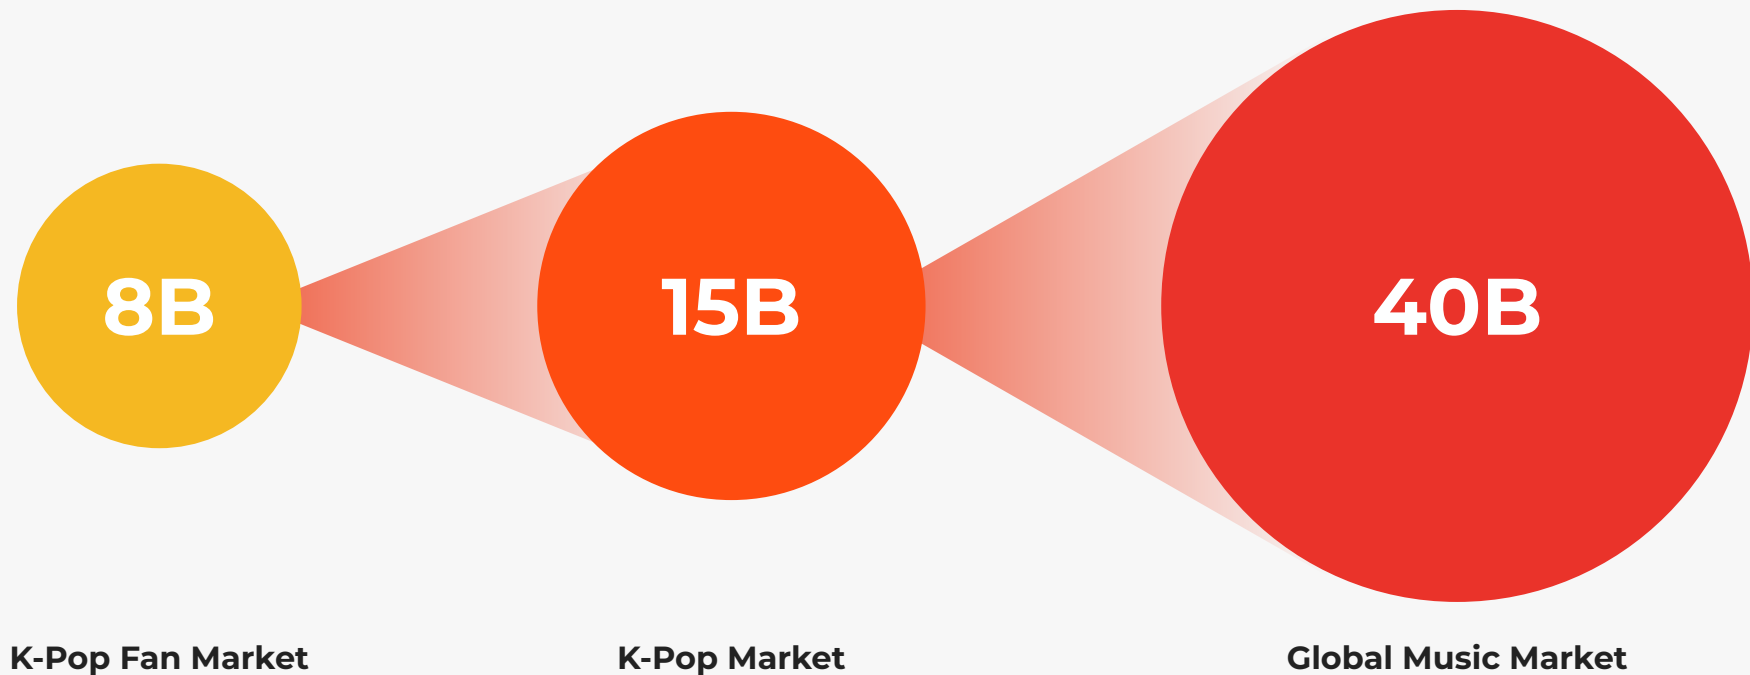 8B
15B
40B
K-Pop Fan Market
K-Pop Market
Global Music Market